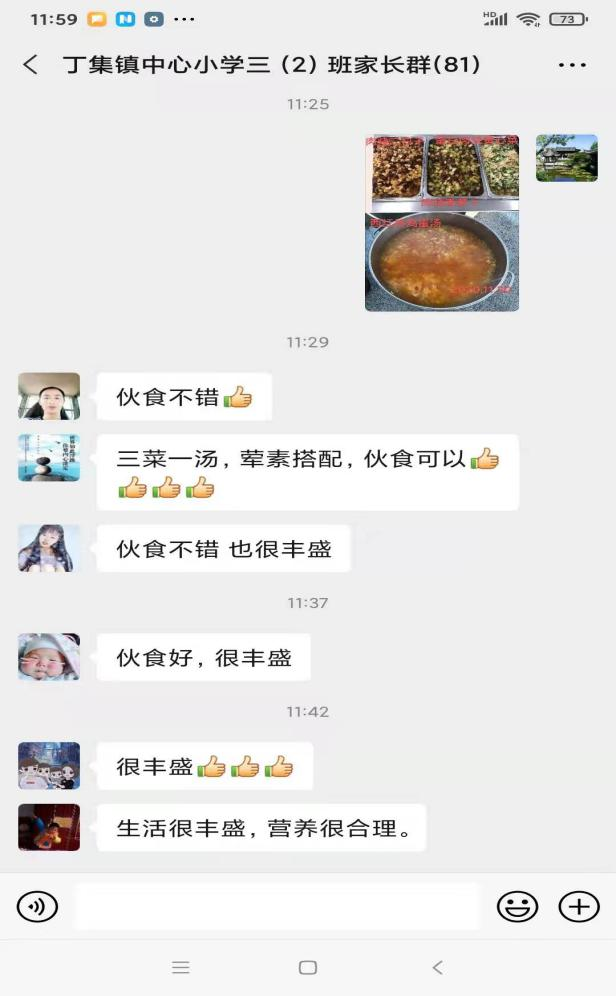 11:59
HD
73
丁集镇中心小学三（2）班家长群(81)
11:25
11:29
伙食不错👍
三菜一汤，荤素搭配，伙食可以👍
👍👍👍
伙食不错 也很丰盛
11:37
伙食好，很丰盛
11:42
很丰盛👍👍👍
生活很丰盛，营养很合理。